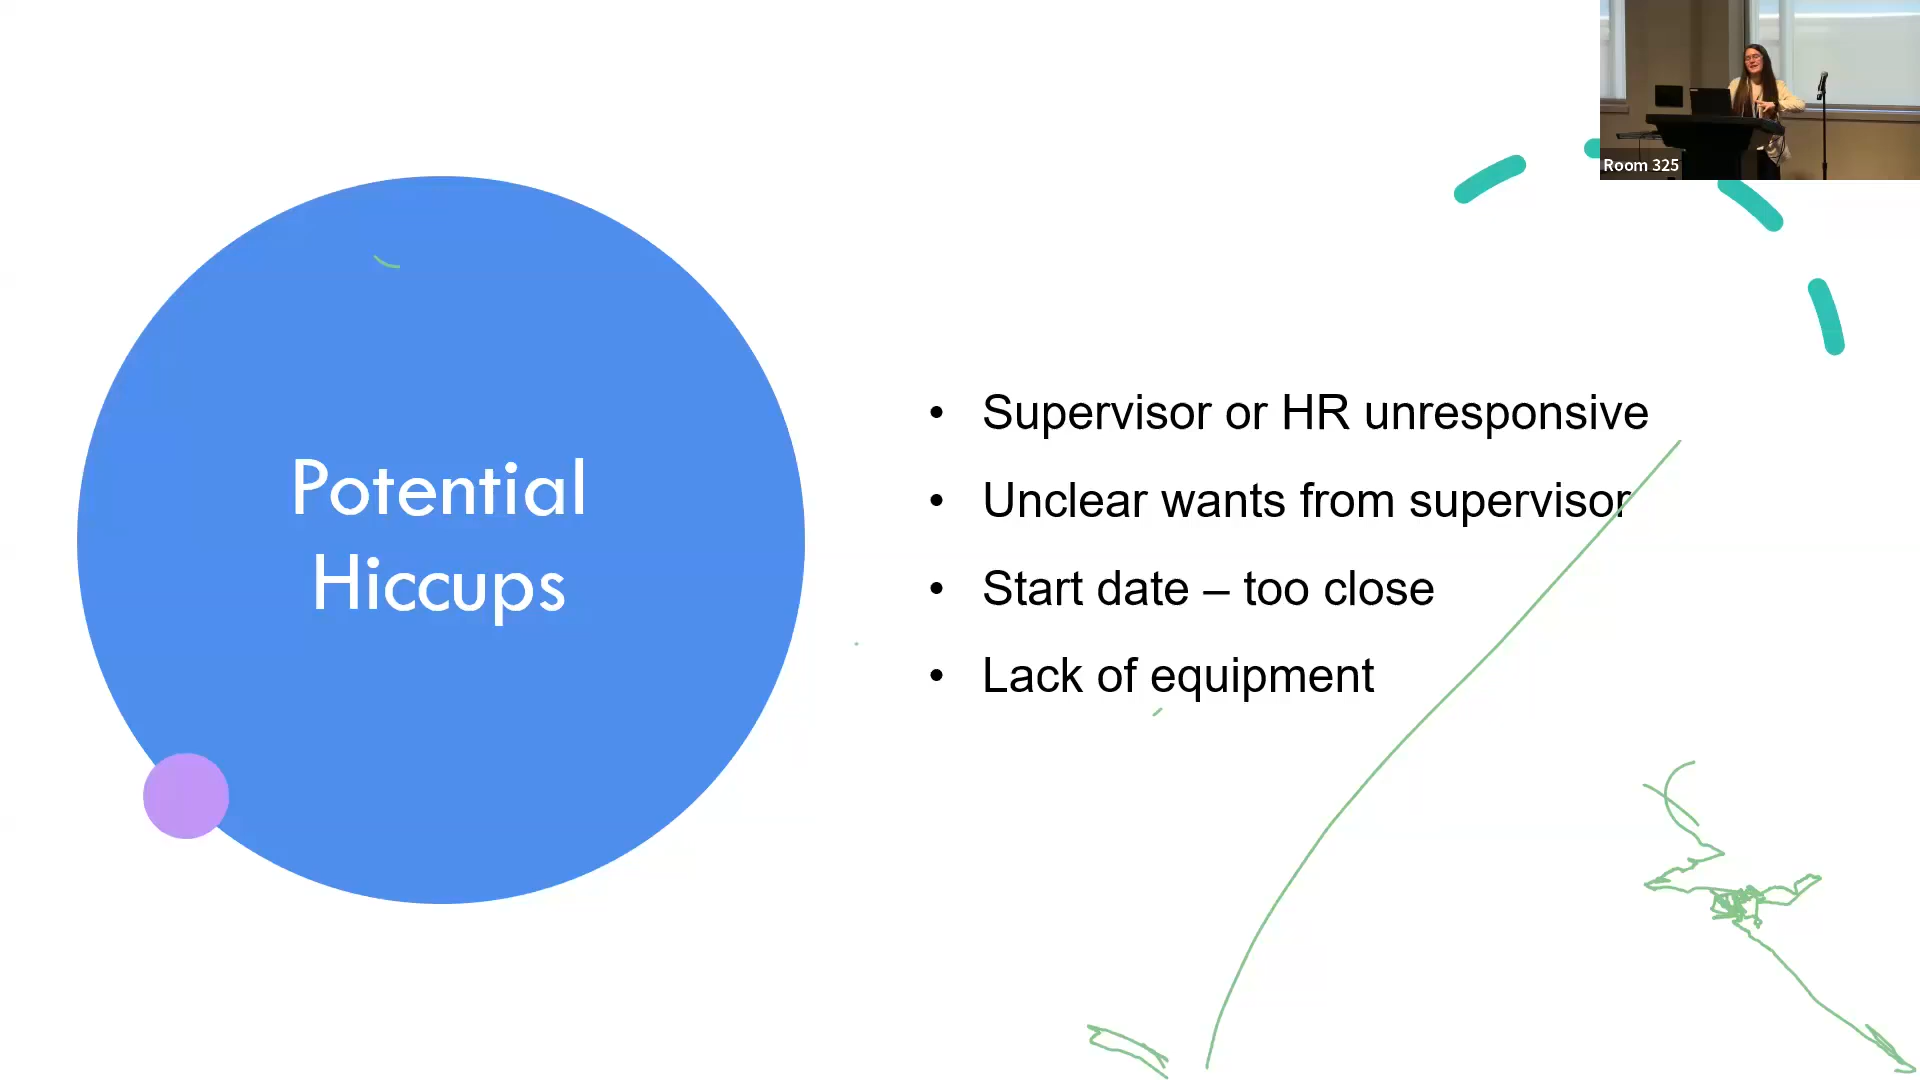 Potential
Hiccups
• Supervisor or HR unresponsive
• Unclear wants from supervisor
• Start date – too close
• Lack of equipment
Room 325